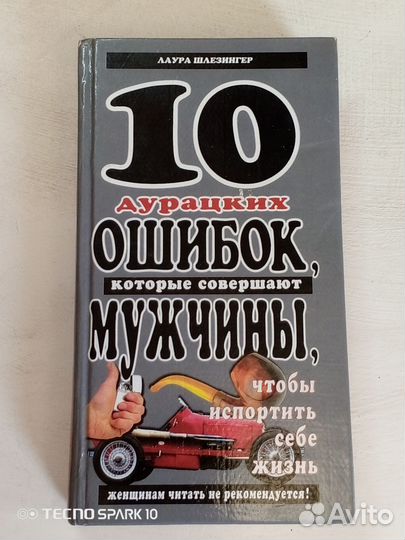 ЛАУРА ШЛЕЗИНГЕР
10
дурацких
ОШИБОК,
которые совершают
МУЖЧИНЫ,
чтобы
испортить
себе
жизнь
женщинам читать не рекомендуется!
TECNO SPARK 10
Avito